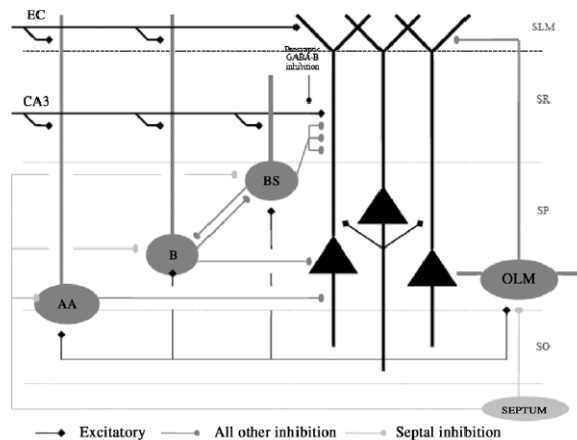 EC
SLM
Presynaptic
GABA-B
inhibition
CA3
SR
BS
SP
B
OLM
AA
SO
SEPTUM
Excitatory
All other inhibition
Septal inhibition